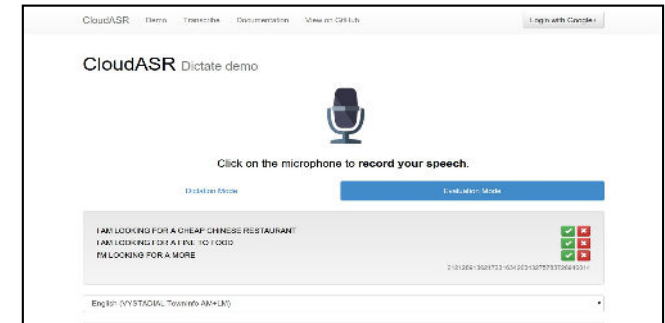 CloudASR Demo Transcribe Documentation View on GitHub Login with Google
CloudASR Dictate demo
Click on the microphone to record your speech.
Dictation Mode Evaluation Mode
I AM LOOKING FOR A CHEAP CHINESE RESTAURANT
I AM LOOKING FOR A FINE TO FOOD
I'M LOOKING FOR A MORE
English (VYSTADIAL Towninfo AM+LM)